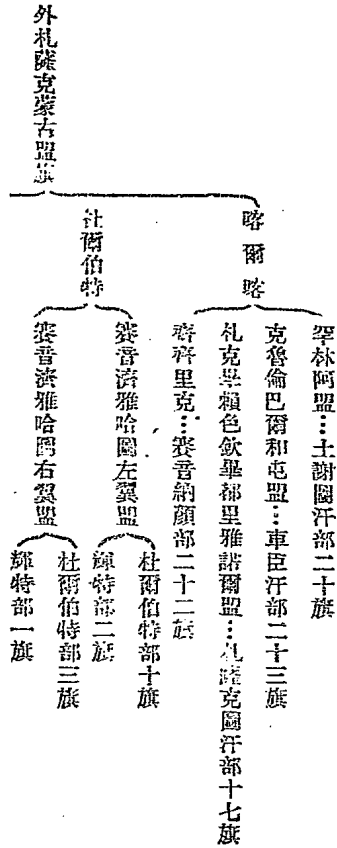 外札薩克蒙古盟旗
喀爾喀
罕林阿盟…土謝圖汗部二十旗
克魯倫巴爾和屯盟…車臣汗部二十三旗
札克畢賴色欽畢都里雅諾爾盟…札薩克圖汗部十七旗
齊齊里克…賽音納顏部二十二旗
杜爾伯特
賽音濟雅哈圖左翼盟
杜爾伯特部十旗
輝特部二旗
賽音濟雅哈圖右翼盟
杜爾伯特部三旗
輝特部一旗